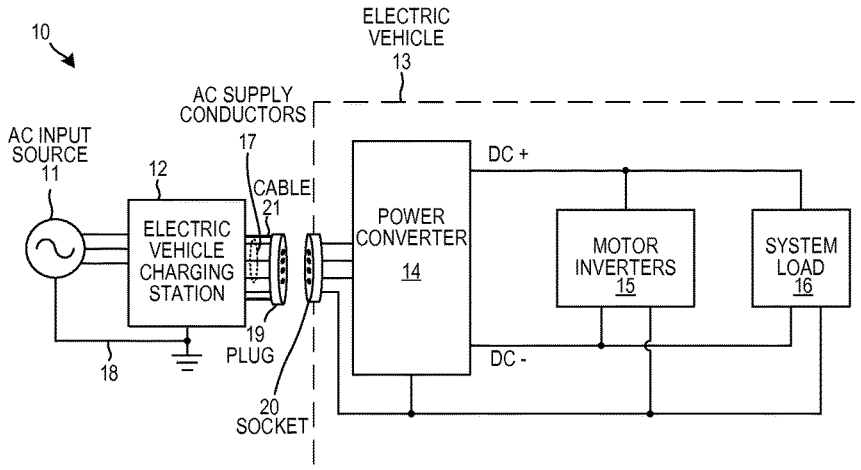 10
ELECTRIC
VEHICLE
13
AC INPUT
SOURCE
11
12
ELECTRIC
VEHICLE
CHARGING
STATION
AC SUPPLY
CONDUCTORS
17
CABLE
21
19
PLUG
18
20
SOCKET
POWER
CONVERTER
14
DC +
DC -
MOTOR
INVERTERS
15
SYSTEM
LOAD
16